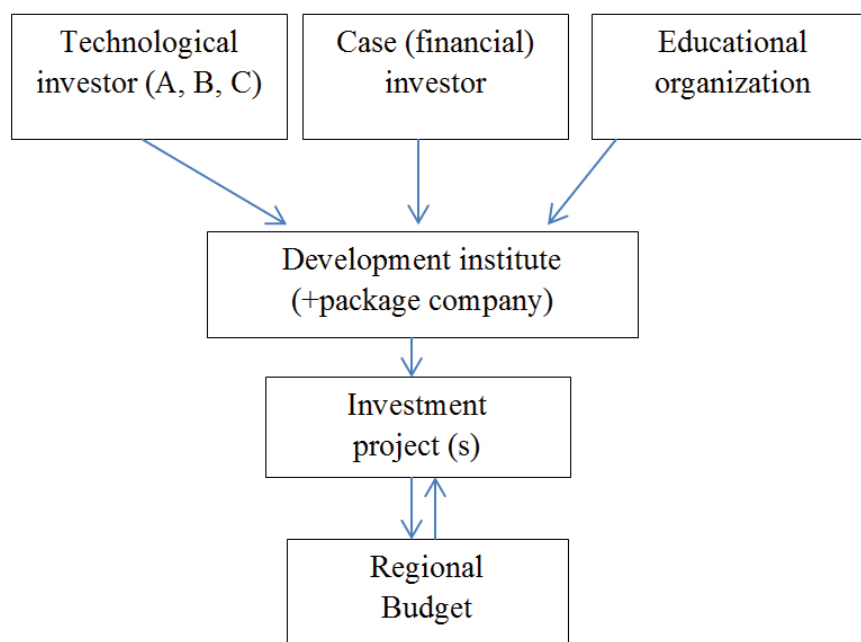 Technological
investor (A, B, C)
Case (financial)
investor
Educational
organization
Development institute
(+package company)
Investment
project (s)
Regional
Budget